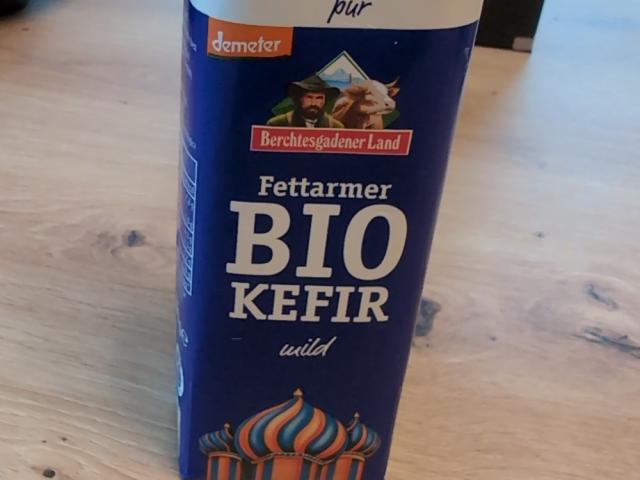 pur
demeter
Berchtesgadener Land
Fettarmer
BIO
KEFIR
mild